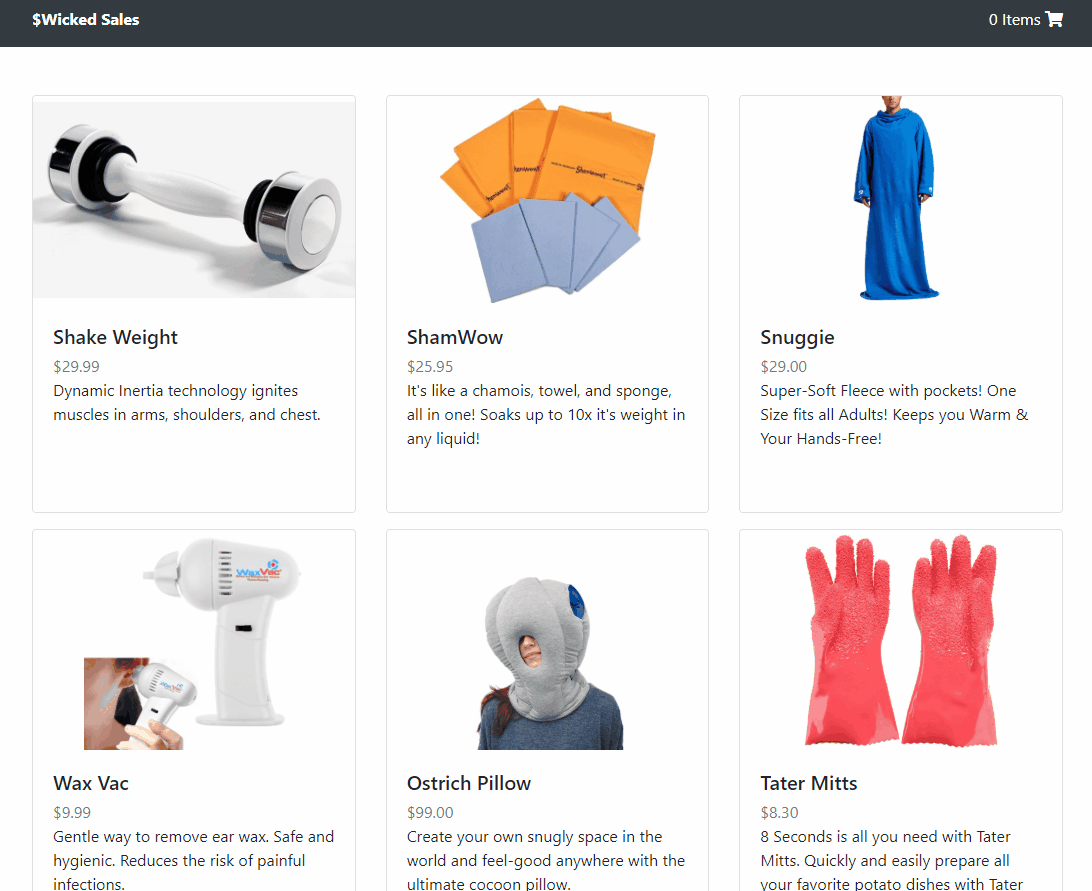 $Wicked Sales
0 Items
ShamWow!
WaxVac
WaxVac
Shake Weight
$29.99
Dynamic Inertia technology ignites
muscles in arms, shoulders, and chest.
ShamWow
$25.95
It's like a chamois, towel, and sponge,
all in one! Soaks up to 10x it's weight in
any liquid!
Snuggie
$29.00
Super-Soft Fleece with pockets! One
Size fits all Adults! Keeps you Warm &
Your Hands-Free!
Wax Vac
$9.99
Gentle way to remove ear wax. Safe and
hygienic. Reduces the risk of painful
infections.
Ostrich Pillow
$99.00
Create your own snugly space in the
world and feel-good anywhere with the
ultimate cocoon pillow.
Tater Mitts
$8.30
8 Seconds is all you need with Tater
Mitts. Quickly and easily prepare all
your favorite potato dishes with Tater